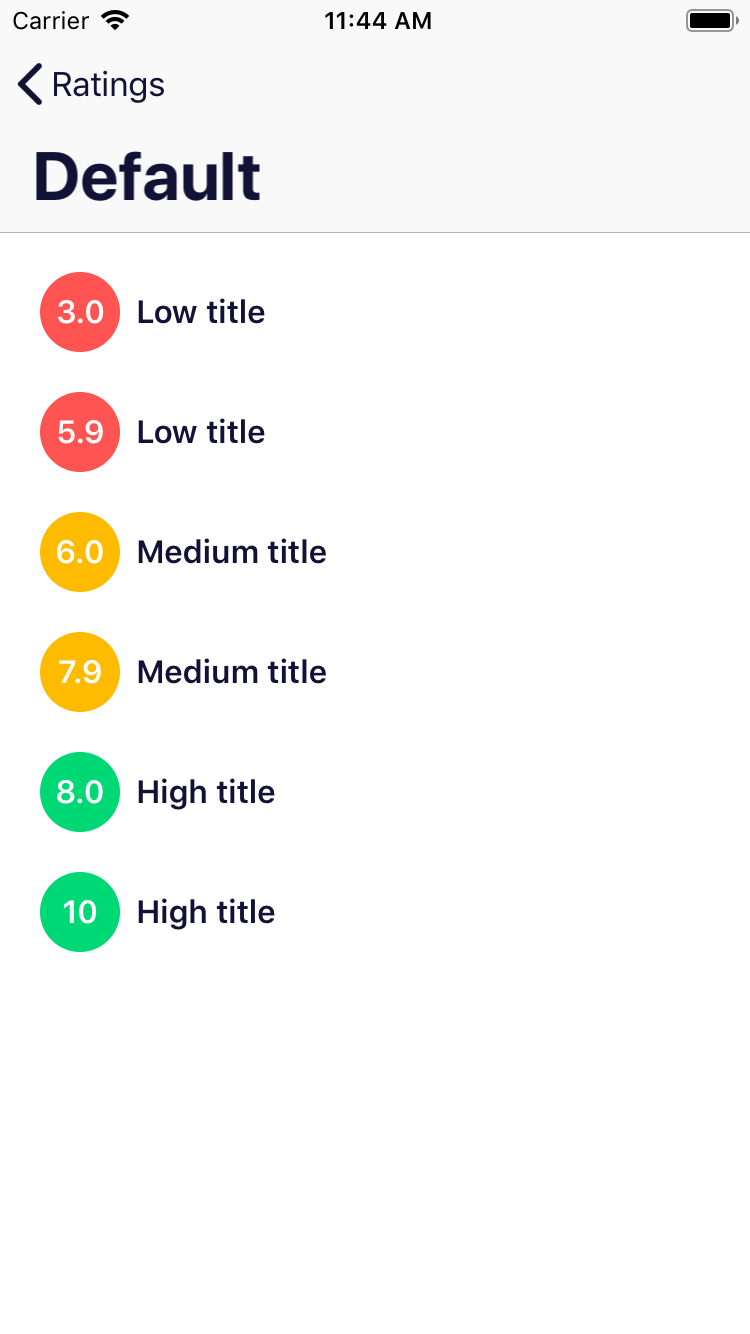 Carrier 11:44 AM
Ratings
Default
3.0 Low title
5.9 Low title
6.0 Medium title
7.9 Medium title
8.0 High title
10 High title